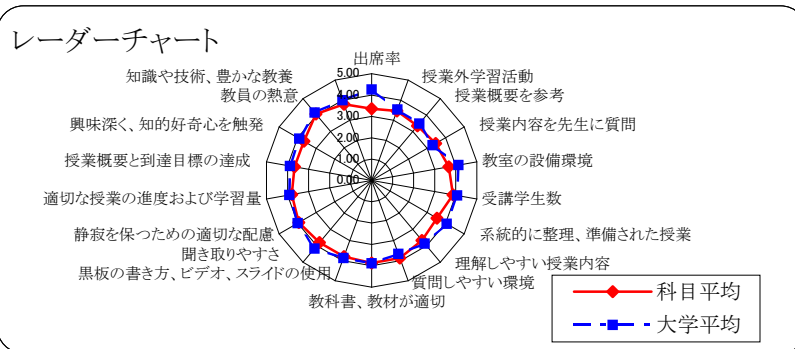 レーダーチャート
出席率
授業外学習活動
授業概要を参考
授業内容を先生に質問
教室の設備環境
受講学生数
系統的に整理、準備された授業
理解しやすい授業内容
質問しやすい環境
教科書、教材が適切
黒板の書き方、ビデオ、スライドの使用
聞き取りやすさ
静寂を保つための適切な配慮
適切な授業の進度および学習量
授業概要と到達目標の達成
興味深く、知的好奇心を触発
教員の熱意
知識や技術、豊かな教養
5.00
4.00
3.00
2.00
1.00
0.00
科目平均
大学平均